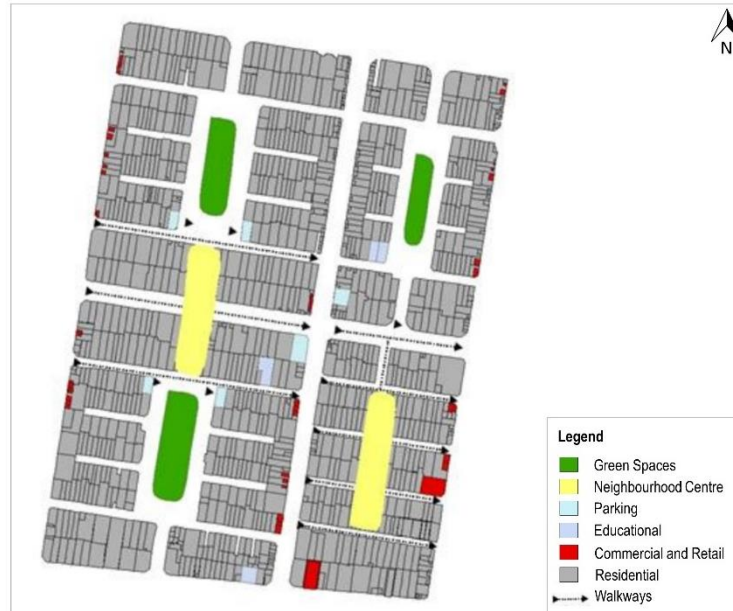 N
Legend
Green Spaces
Neighbourhood Centre
Parking
Educational
Commercial and Retail
Residential
Walkways